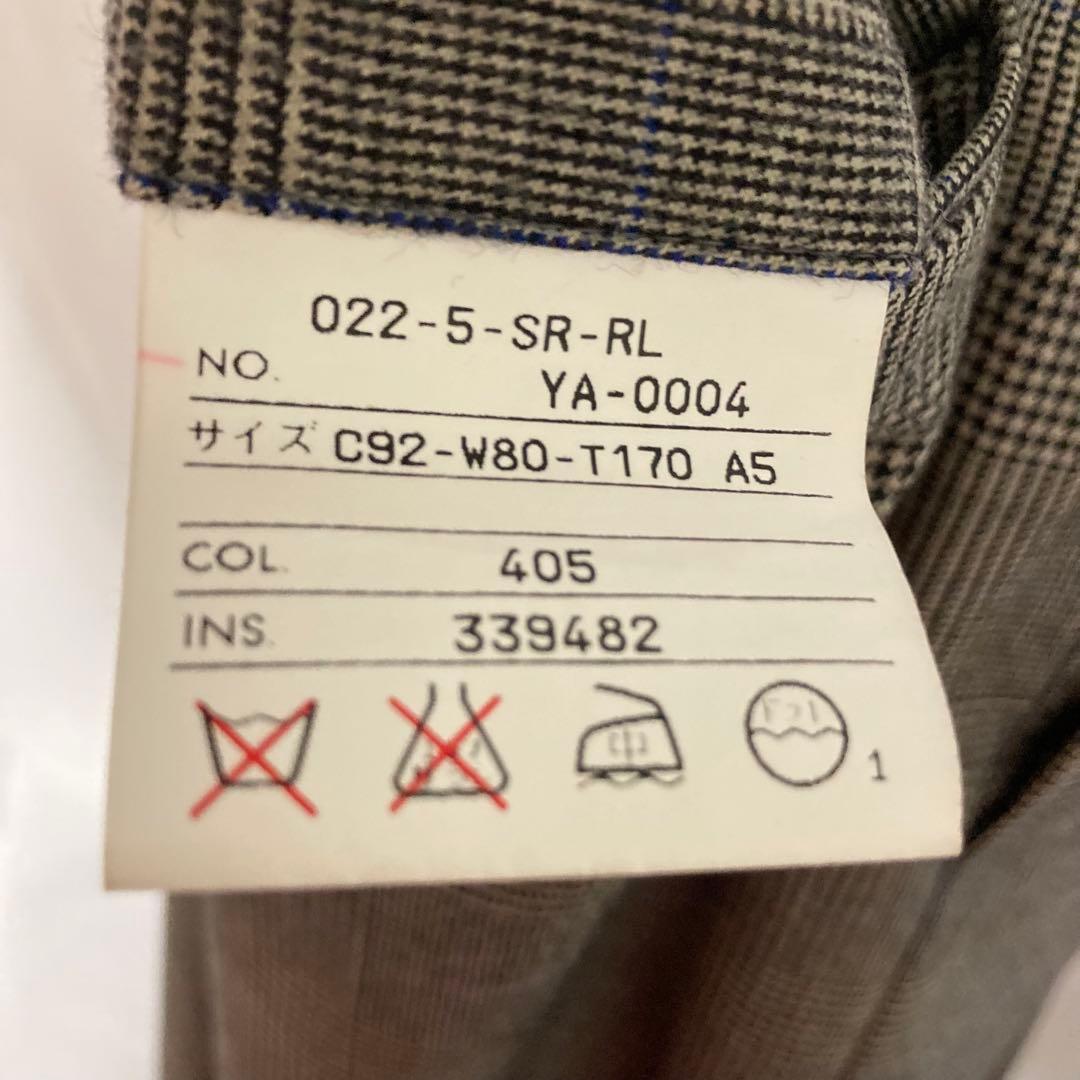 022-5-SR-RL
NO. YA-0004
サイズ C92-W80-T170 A5
COL. 405
INS. 339482
中
ドライ
1